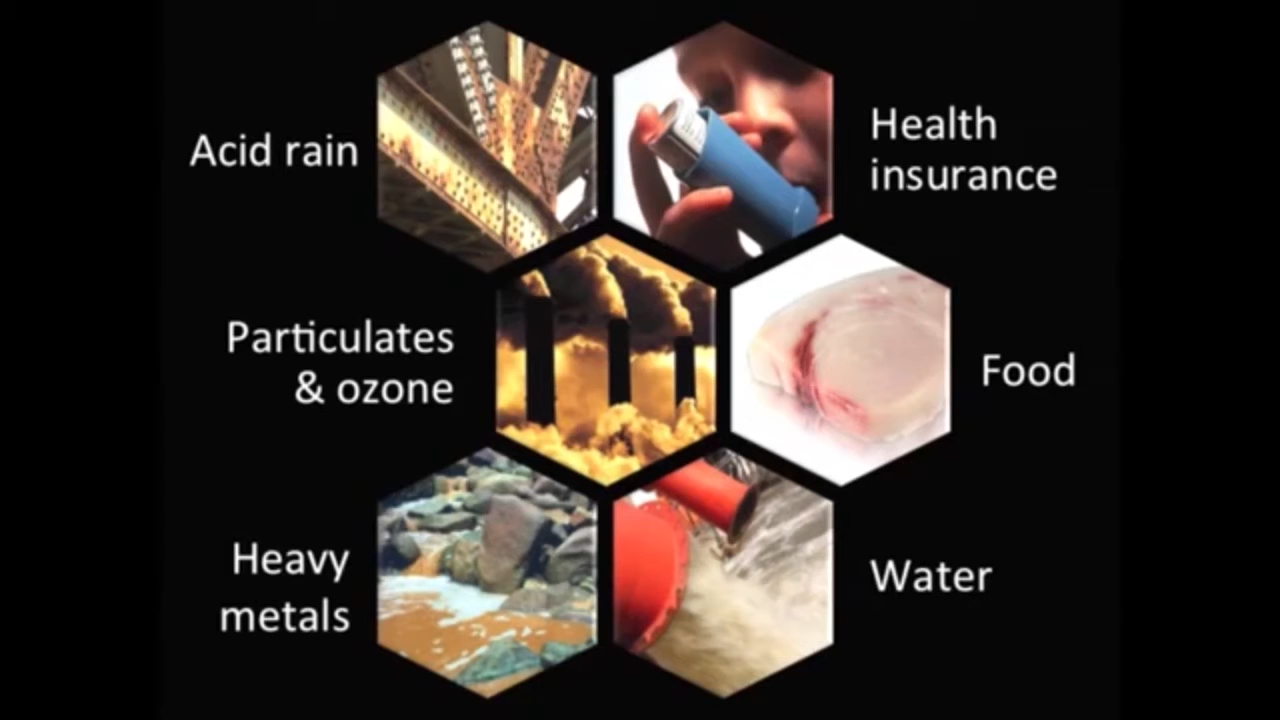 Acid rain
Health
insurance
Particulates
& ozone
Food
Heavy
metals
Water